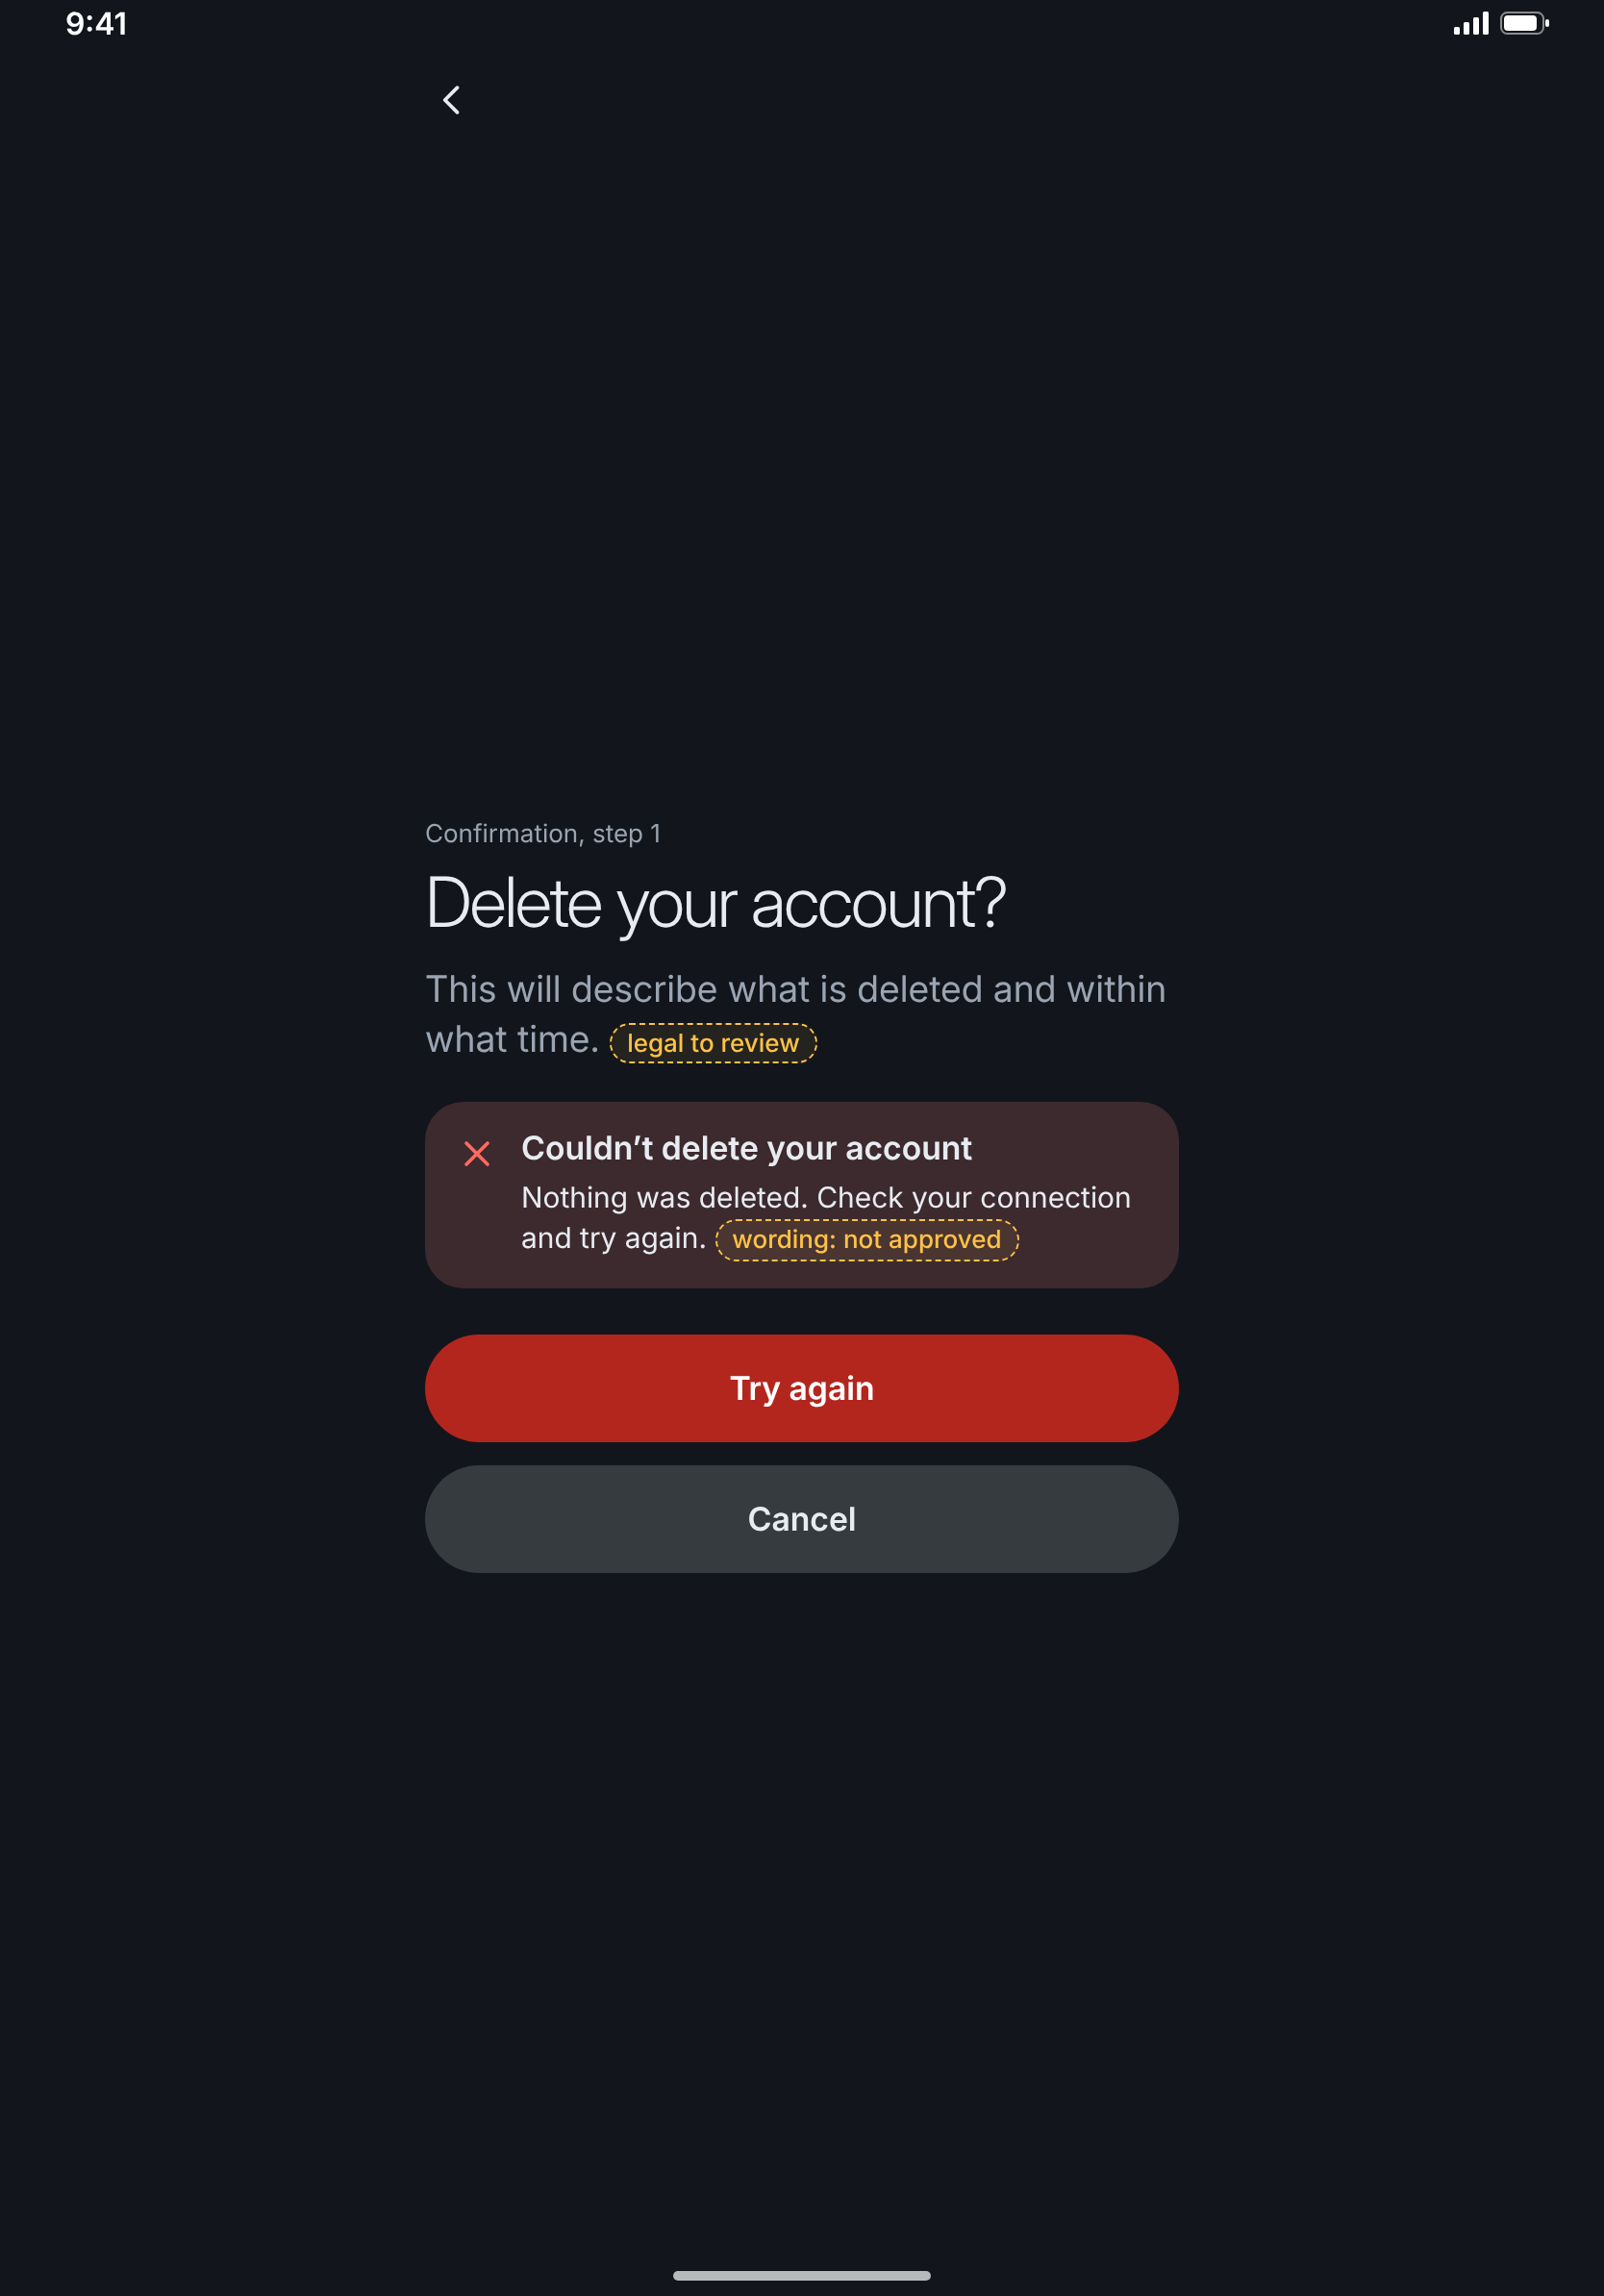 9:41
Confirmation, step 1
Delete your account?
This will describe what is deleted and within
what time. legal to review
Couldn’t delete your account
Nothing was deleted. Check your connection
and try again. wording: not approved
Try again
Cancel